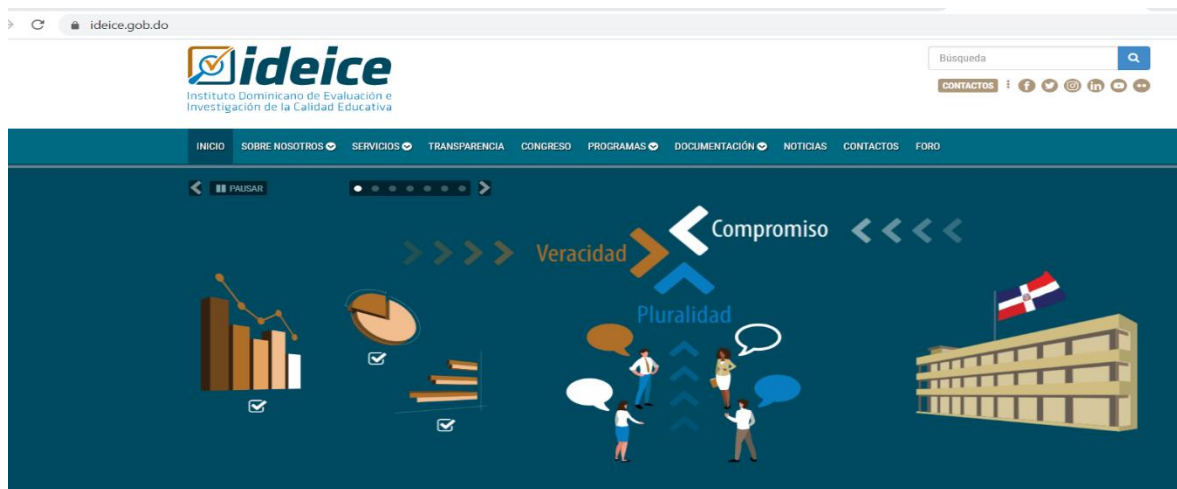 ideice.gob.do
ideice
Instituto Dominicano de Evaluación e
Investigación de la Calidad Educativa
Búsqueda
CONTACTOS
INICIO SOBRE NOSOTROS SERVICIOS TRANSPARENCIA CONGRESO PROGRAMAS DOCUMENTACIÓN NOTICIAS CONTACTOS FORO
PAUSAR
Compromiso
Veracidad
Pluralidad